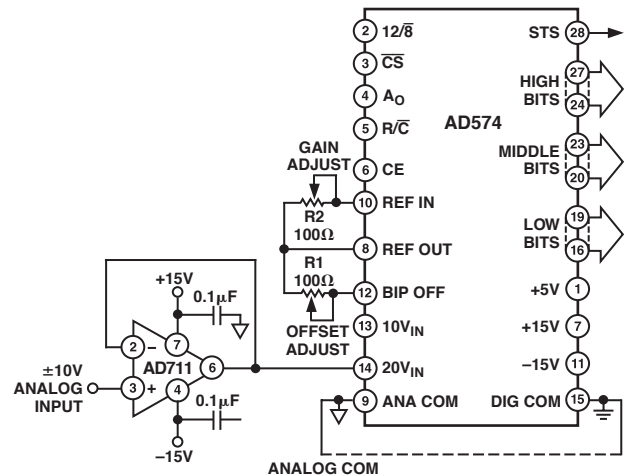 2 12/8̅ STS 28
3 C̅S̅ 27
HIGH
BITS
4 A₀ 24
5 R/C̅ AD574
GAIN
ADJUST
23
MIDDLE
BITS
6 CE 20
10 REF IN
R2
100Ω
19
LOW
BITS
8 REF OUT 16
R1
100Ω
+5V 1
12 BIP OFF
OFFSET
ADJUST
+15V 7
13 10V_IN
+15V
0.1μF
–15V 11
14 20V_IN
2 –
7
AD711
6
±10V
ANALOG
INPUT
3 +
4
0.1μF
–15V
9 ANA COM DIG COM 15
ANALOG COM